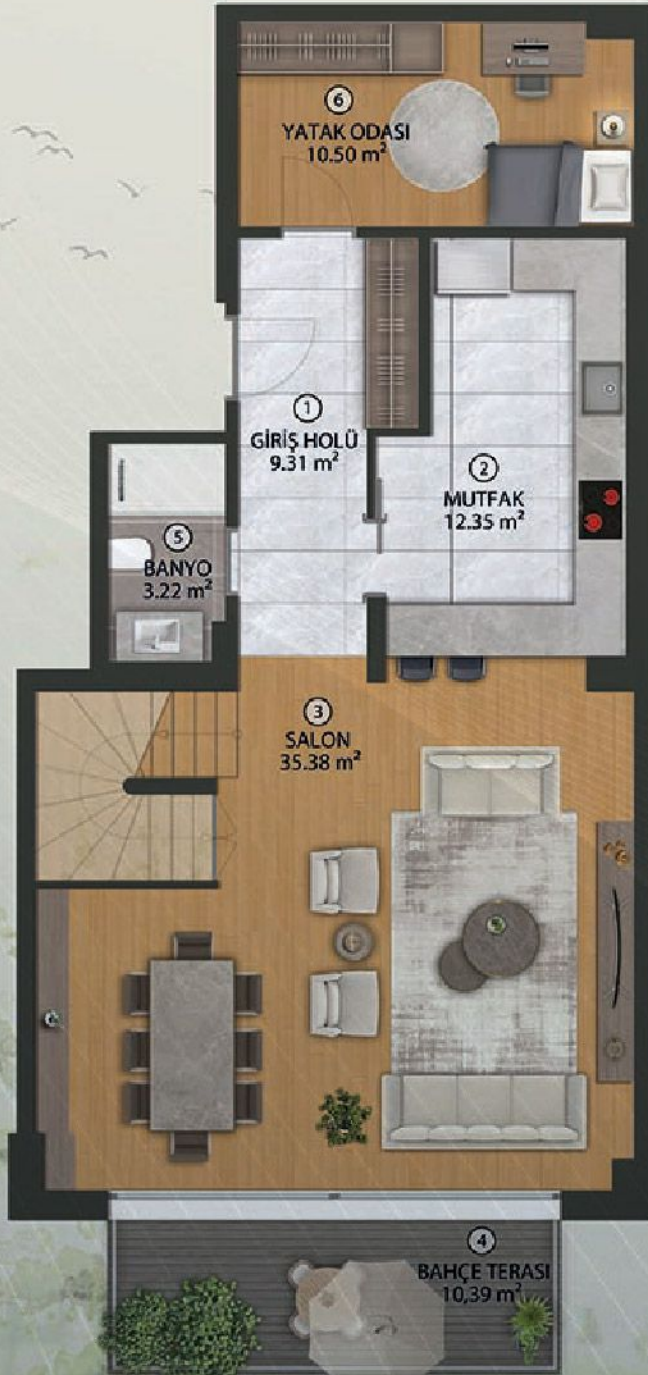 6
YATAK ODASI
10.50 m²
1
GİRİŞ HOLÜ
9.31 m²
2
MUTFAK
12.35 m²
5
BANYO
3.22 m²
3
SALON
35.38 m²
4
BAHÇE TERASI
10,39 m²